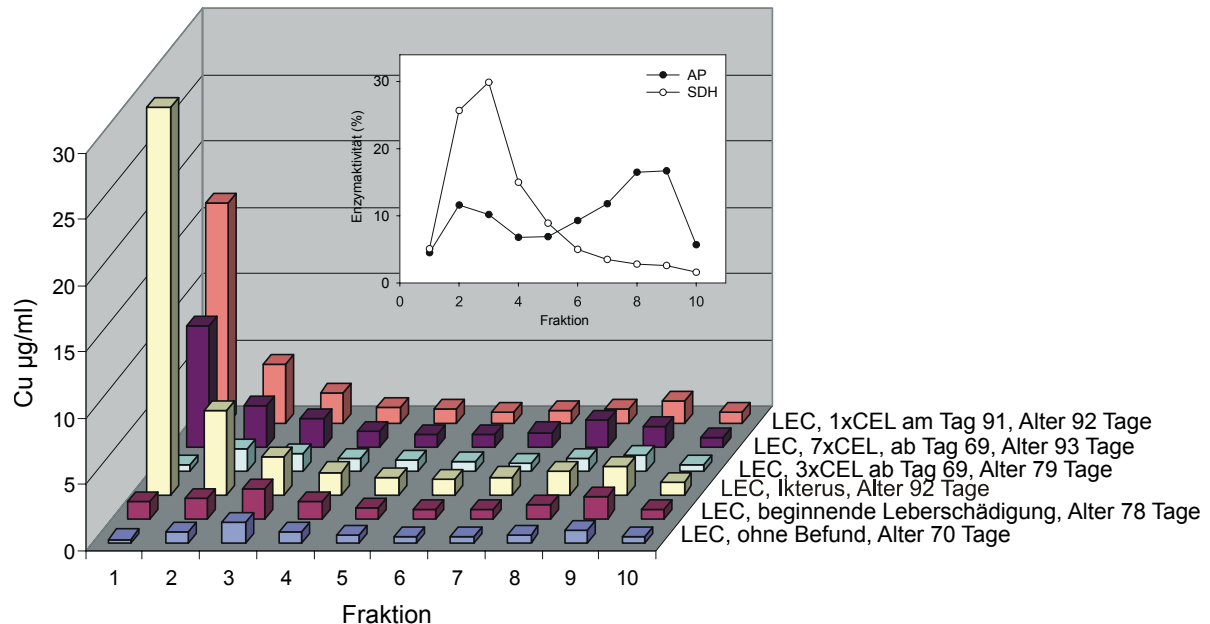 AP
SDH
Enzymaktivität (%)
30
20
10
0
0 2 4 6 8 10
Fraktion
Cu µg/ml
30
25
20
15
10
5
0
LEC, 1xCEL am Tag 91, Alter 92 Tage
LEC, 7xCEL, ab Tag 69, Alter 93 Tage
LEC, 3xCEL ab Tag 69, Alter 79 Tage
LEC, Ikterus, Alter 92 Tage
LEC, beginnende Leberschädigung, Alter 78 Tage
LEC, ohne Befund, Alter 70 Tage
1 2 3 4 5 6 7 8 9 10
Fraktion